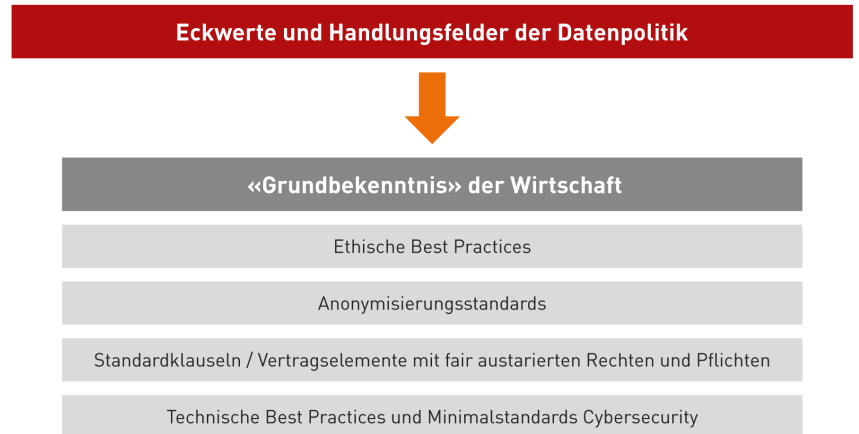 Eckwerte und Handlungsfelder der Datenpolitik
«Grundbekenntnis» der Wirtschaft
Ethische Best Practices
Anonymisierungsstandards
Standardklauseln / Vertragselemente mit fair austarierten Rechten und Pflichten
Technische Best Practices und Minimalstandards Cybersecurity